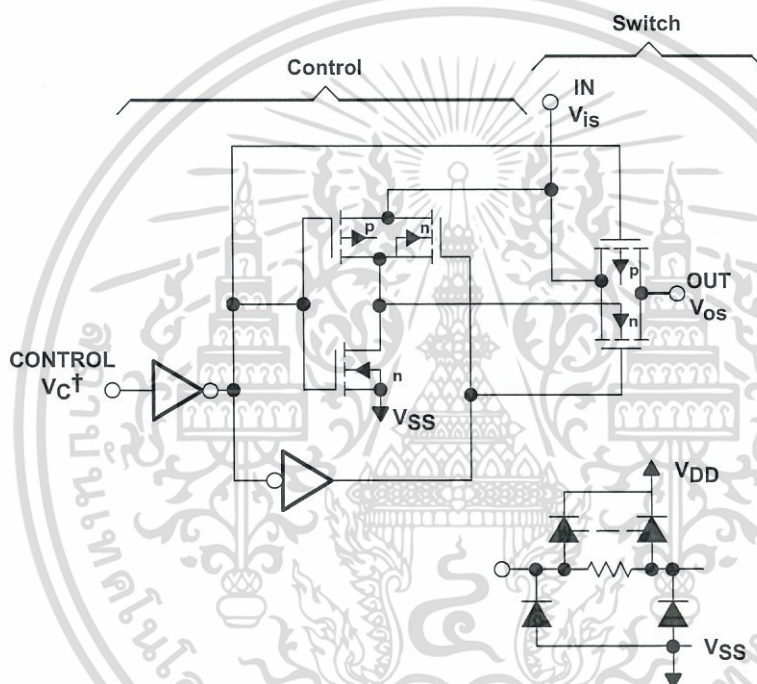 Switch
Control
IN
Vis
p
n
p
n
OUT
Vos
CONTROL
VC†
n
VSS
VDD
VSS